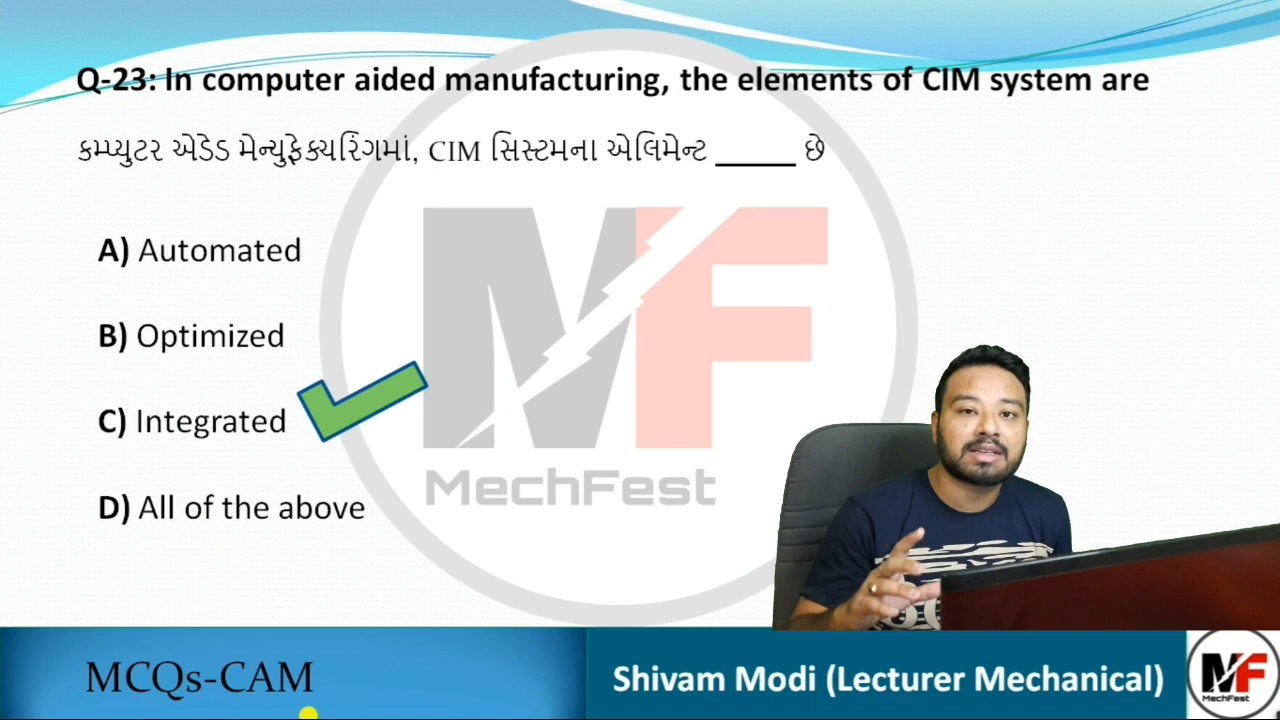 Q-23: In computer aided manufacturing, the elements of CIM system are
કમ્પ્યુટર એડેડ મેન્યુફેક્ચરિંગમાં, CIM સિસ્ટમના એલિમેન્ટ ______ છે
A) Automated
B) Optimized
C) Integrated
D) All of the above
MF
MechFest
MCQs-CAM
Shivam Modi (Lecturer Mechanical)
MF
MechFest